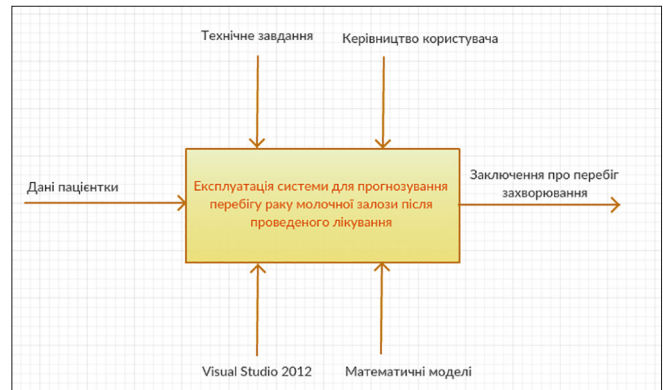 Технічне завдання
Керівництво користувача
Дані пацієнтки
Експлуатація системи для прогнозування
перебігу раку молочної залози після
проведеного лікування
Заключення про перебіг
захворювання
Visual Studio 2012
Математичні моделі